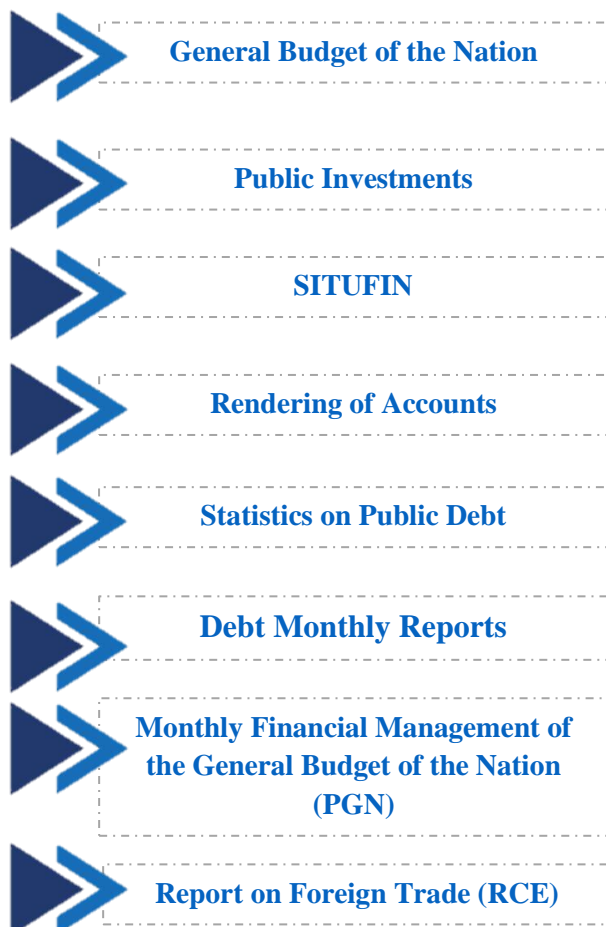 General Budget of the Nation
Public Investments
SITUFIN
Rendering of Accounts
Statistics on Public Debt
Debt Monthly Reports
Monthly Financial Management of
the General Budget of the Nation
(PGN)
Report on Foreign Trade (RCE)